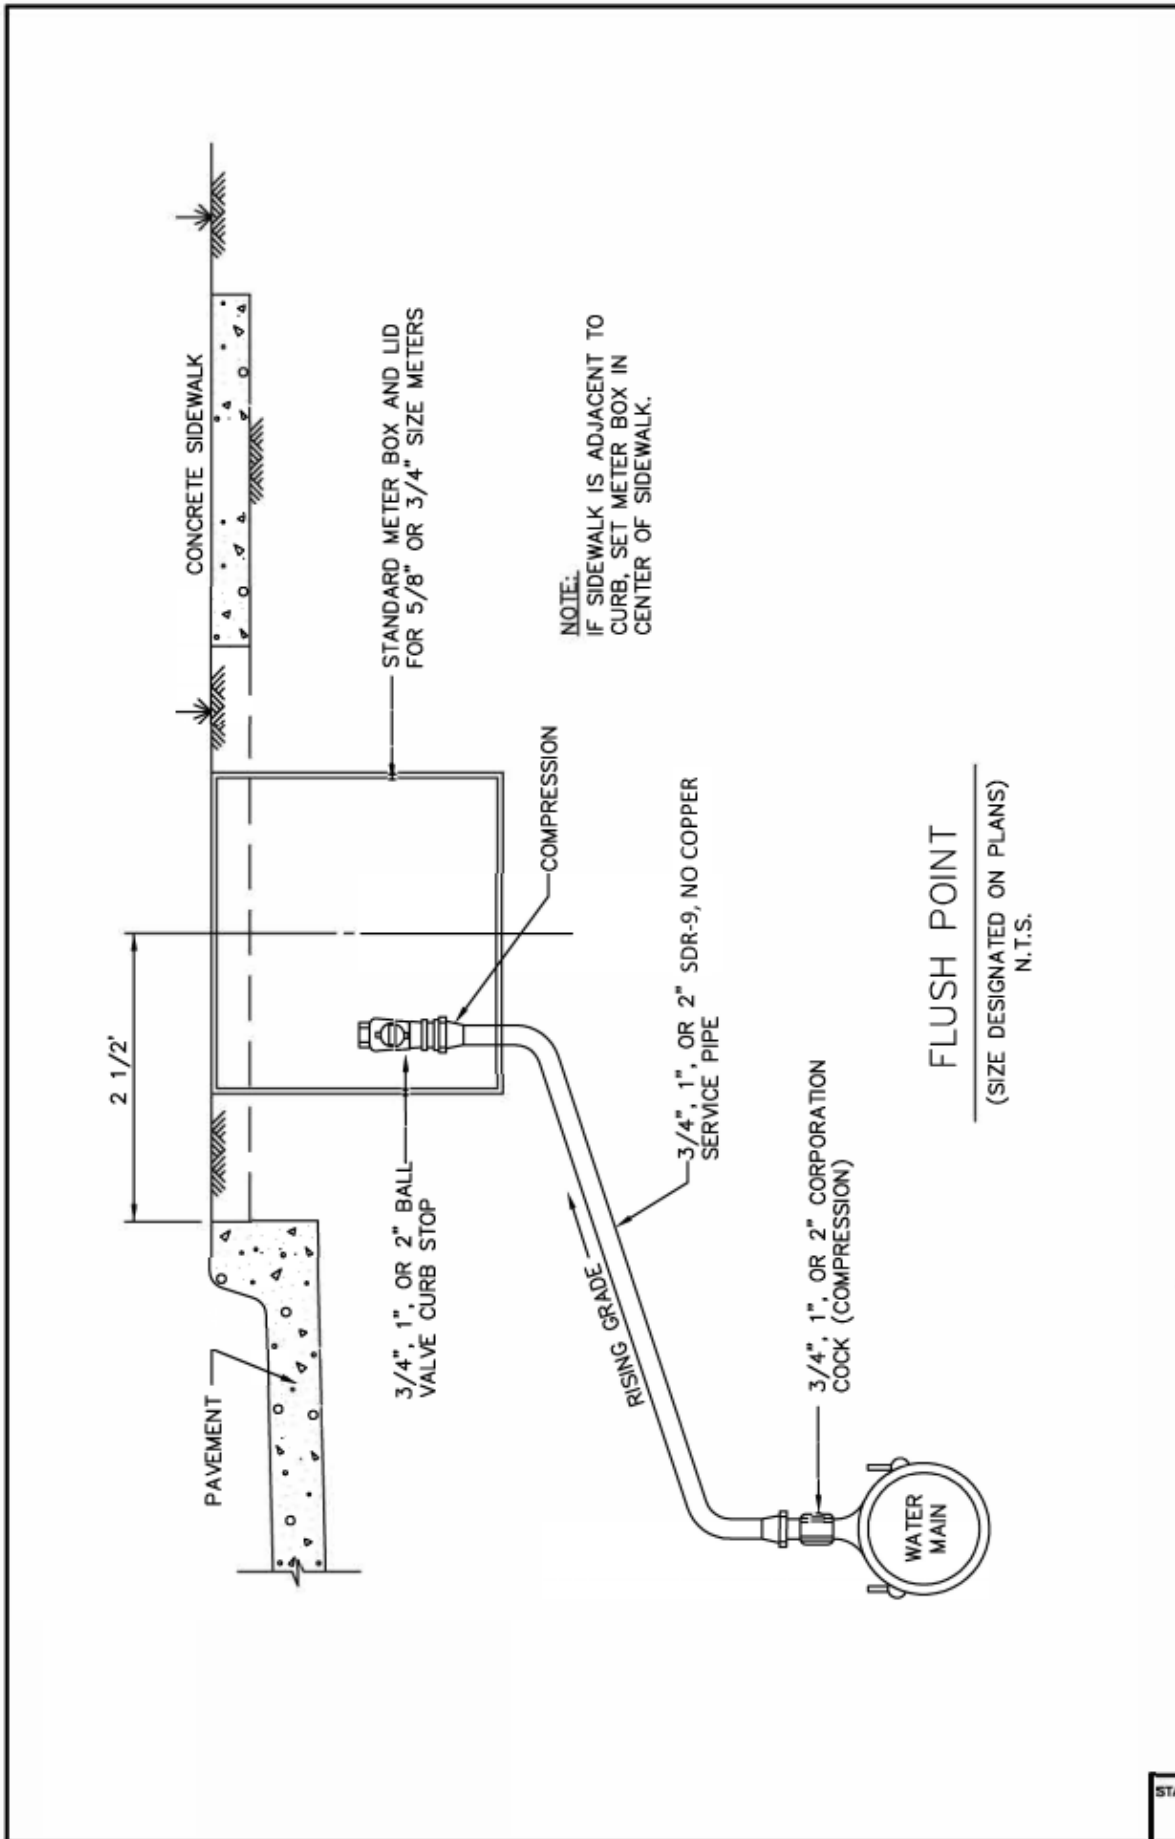 2 1/2'
CONCRETE SIDEWALK
PAVEMENT
STANDARD METER BOX AND LID
FOR 5/8" OR 3/4" SIZE METERS
3/4", 1", OR 2" BALL
VALVE CURB STOP
COMPRESSION
NOTE:
IF SIDEWALK IS ADJACENT TO
CURB, SET METER BOX IN
CENTER OF SIDEWALK.
RISING GRADE
3/4", 1", OR 2" SDR-9, NO COPPER
SERVICE PIPE
3/4", 1", OR 2" CORPORATION
COCK (COMPRESSION)
WATER
MAIN
FLUSH POINT
(SIZE DESIGNATED ON PLANS)
N.T.S.